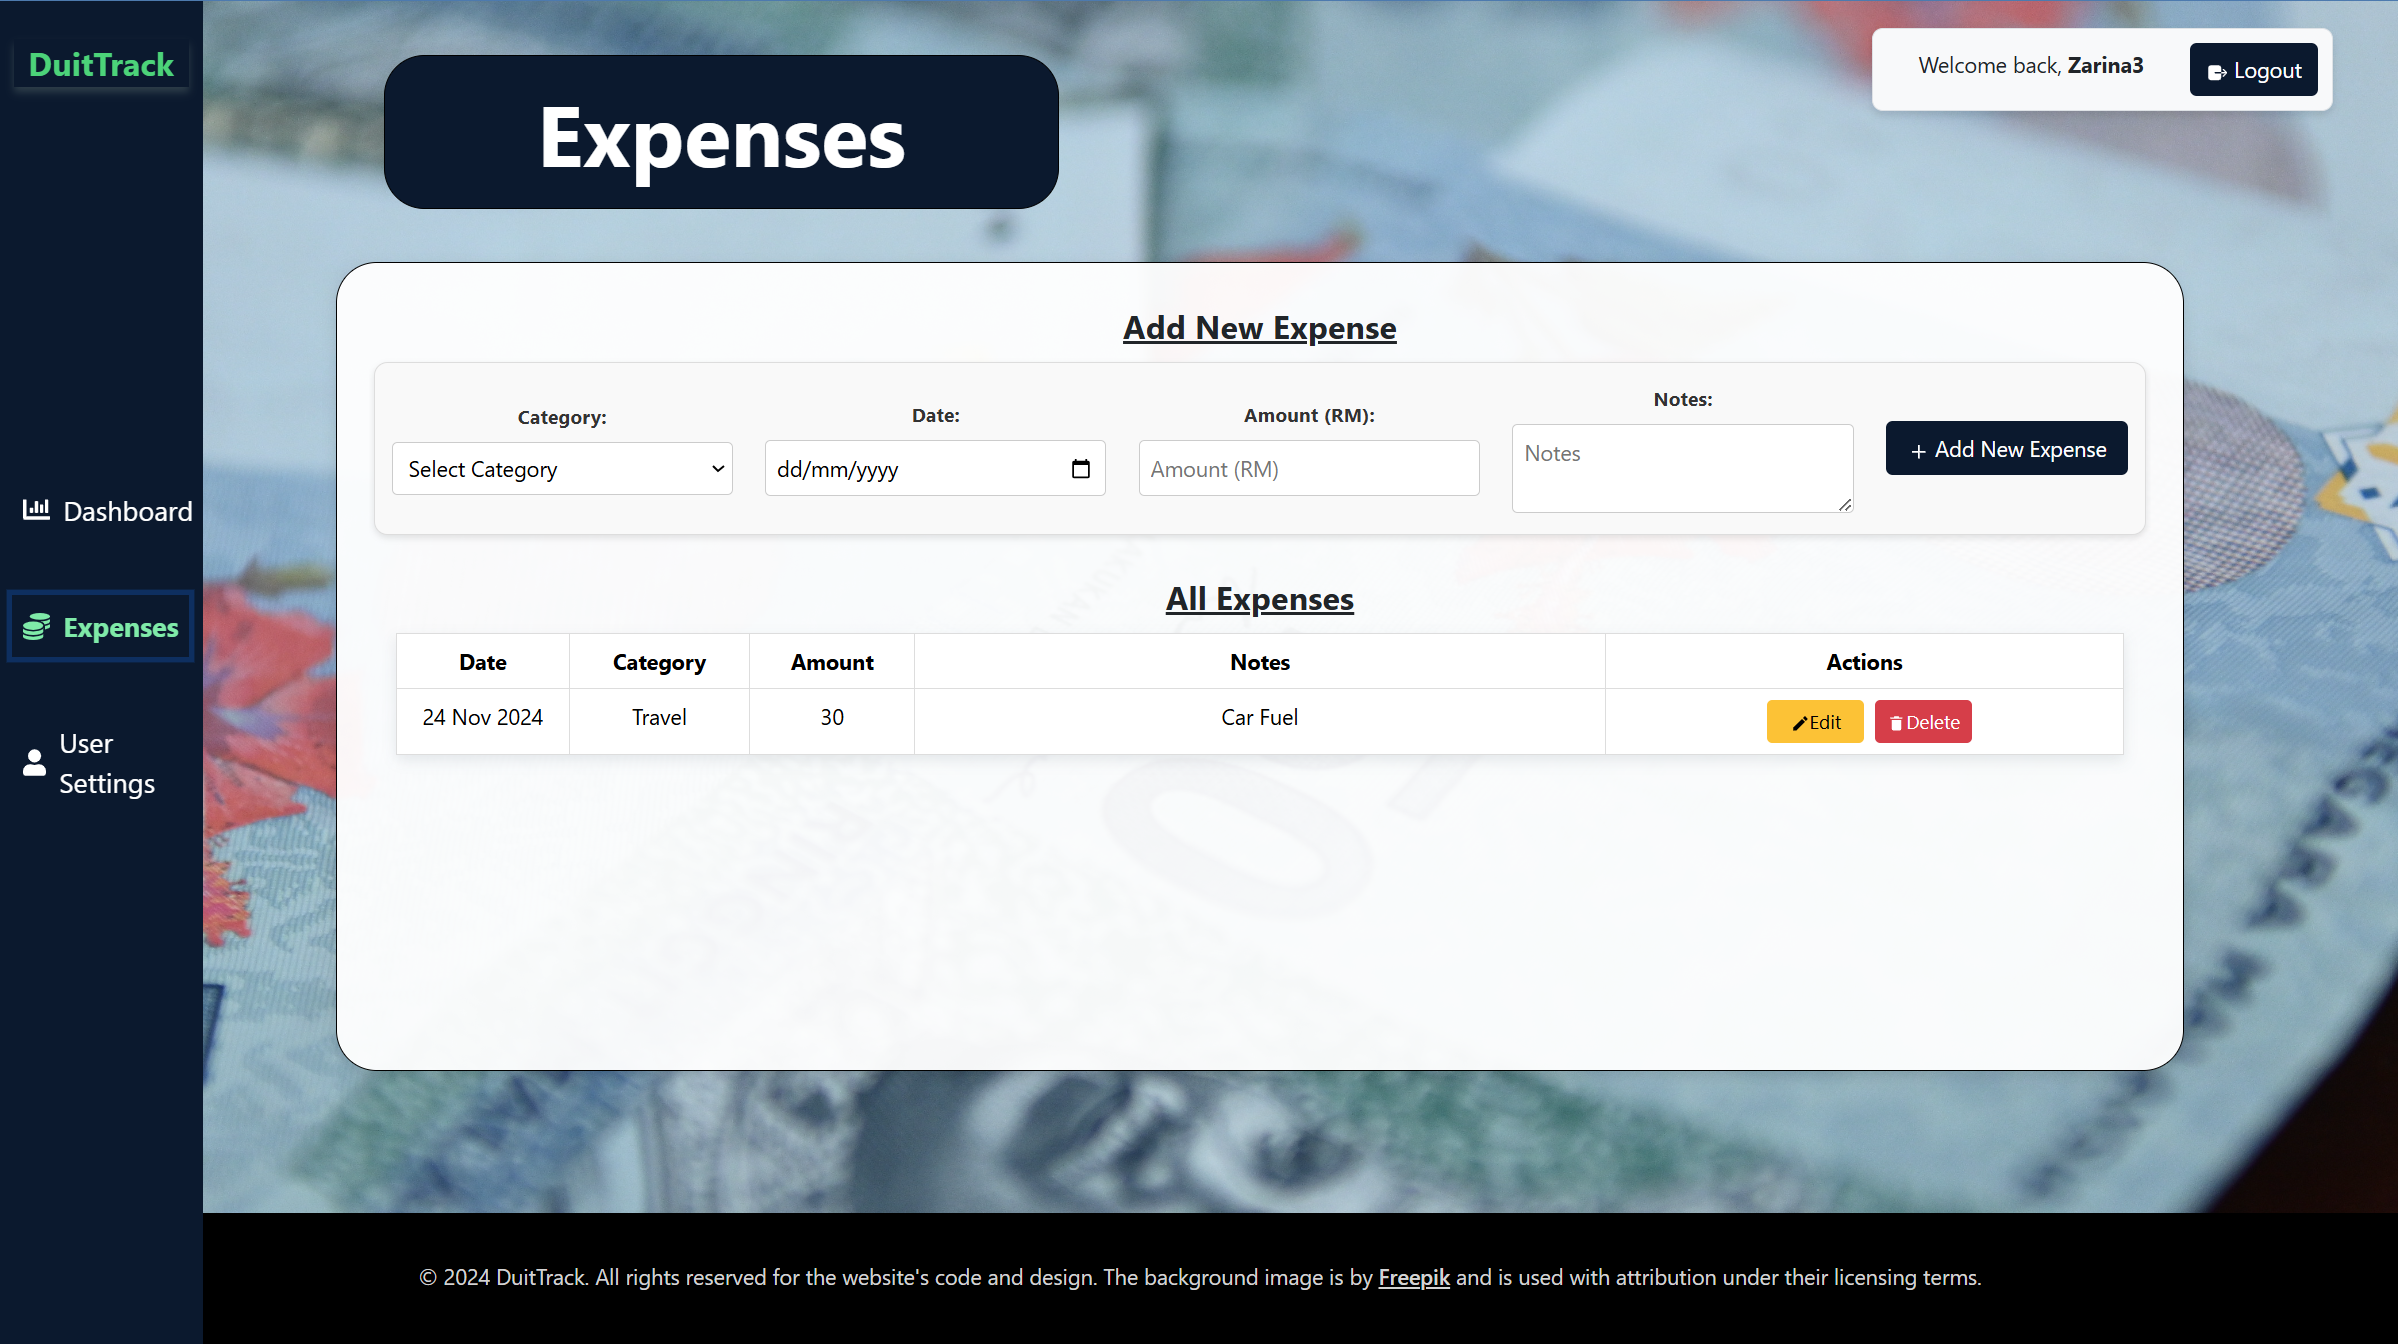 DuitTrack
Dashboard
Expenses
User
Settings
Expenses
Welcome back, Zarina3
Logout
Add New Expense
Category:
Select Category
Date:
dd/mm/yyyy
Amount (RM):
Amount (RM)
Notes:
Notes
+ Add New Expense
All Expenses
Date Category Amount Notes Actions
24 Nov 2024 Travel 30 Car Fuel Edit Delete
© 2024 DuitTrack. All rights reserved for the website's code and design. The background image is by Freepik and is used with attribution under their licensing terms.